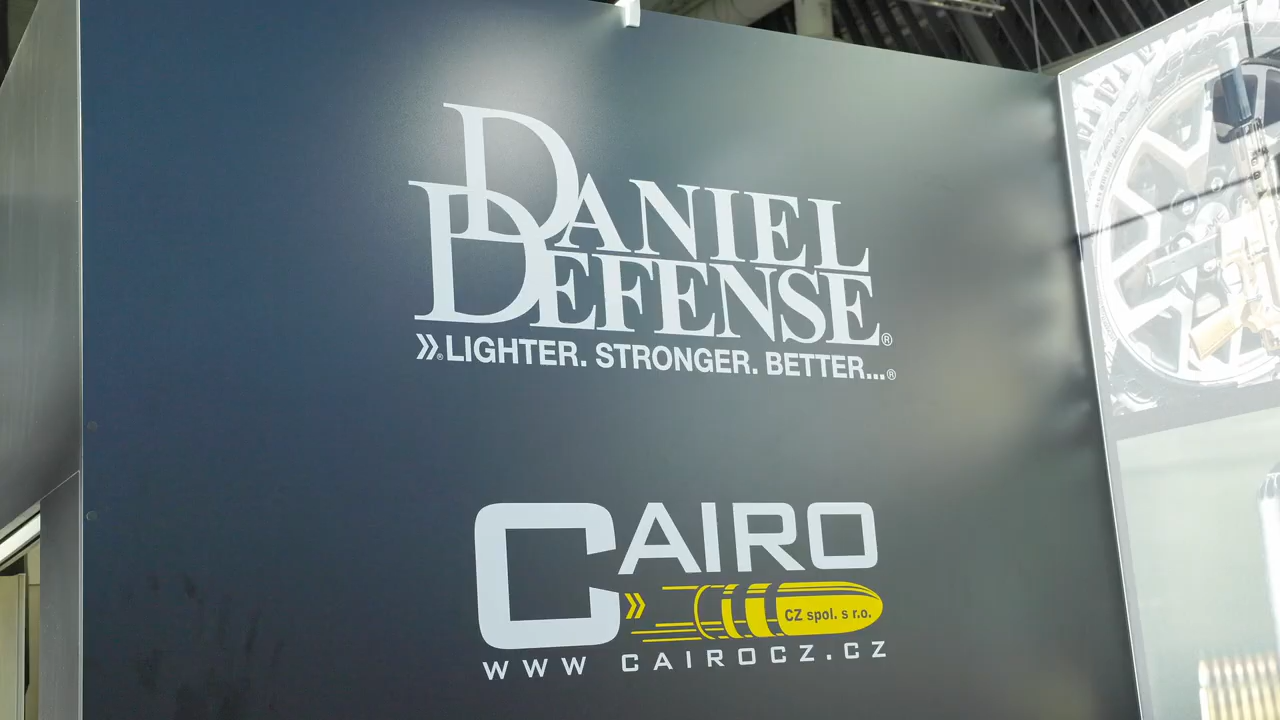 DANIEL
DEFENSE®
».® LIGHTER. STRONGER. BETTER...®
CAIRO
CZ spol. s r.o.
WWW CAIROCZ.CZ